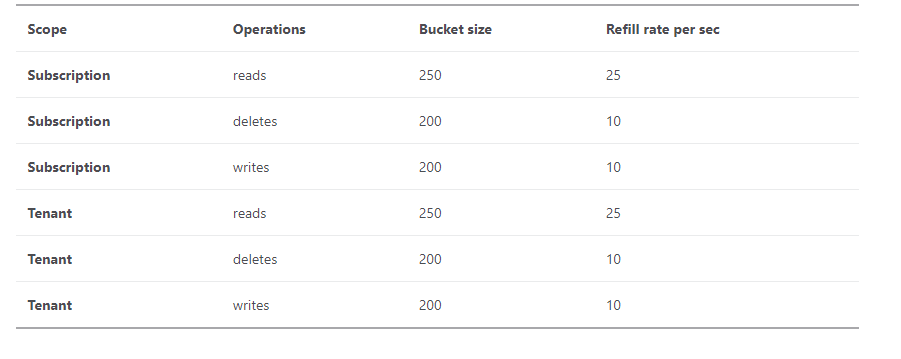 Scope Operations Bucket size Refill rate per sec
Subscription reads 250 25
Subscription deletes 200 10
Subscription writes 200 10
Tenant reads 250 25
Tenant deletes 200 10
Tenant writes 200 10